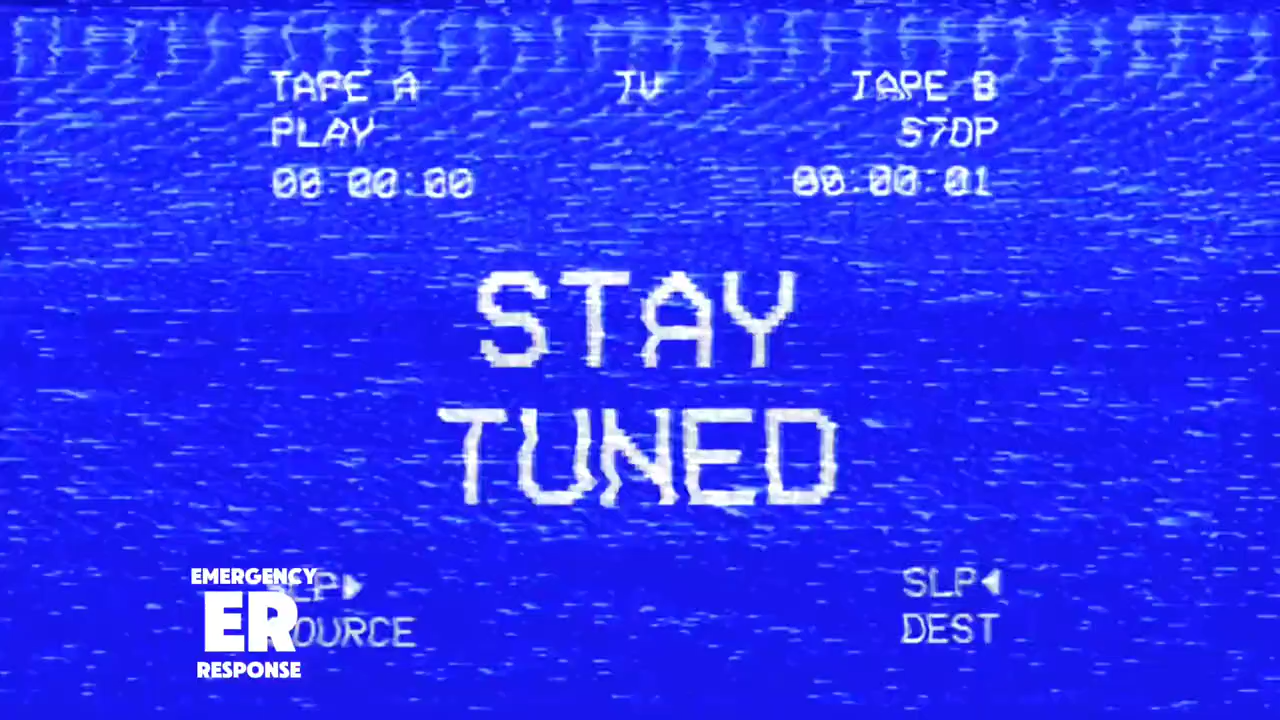 TAPE A TV TAPE B
PLAY STOP
00:00:00 00:00:01
STAY
TUNED
EMERGENCY
SLP SLP
ER
SOURCE DEST
RESPONSE